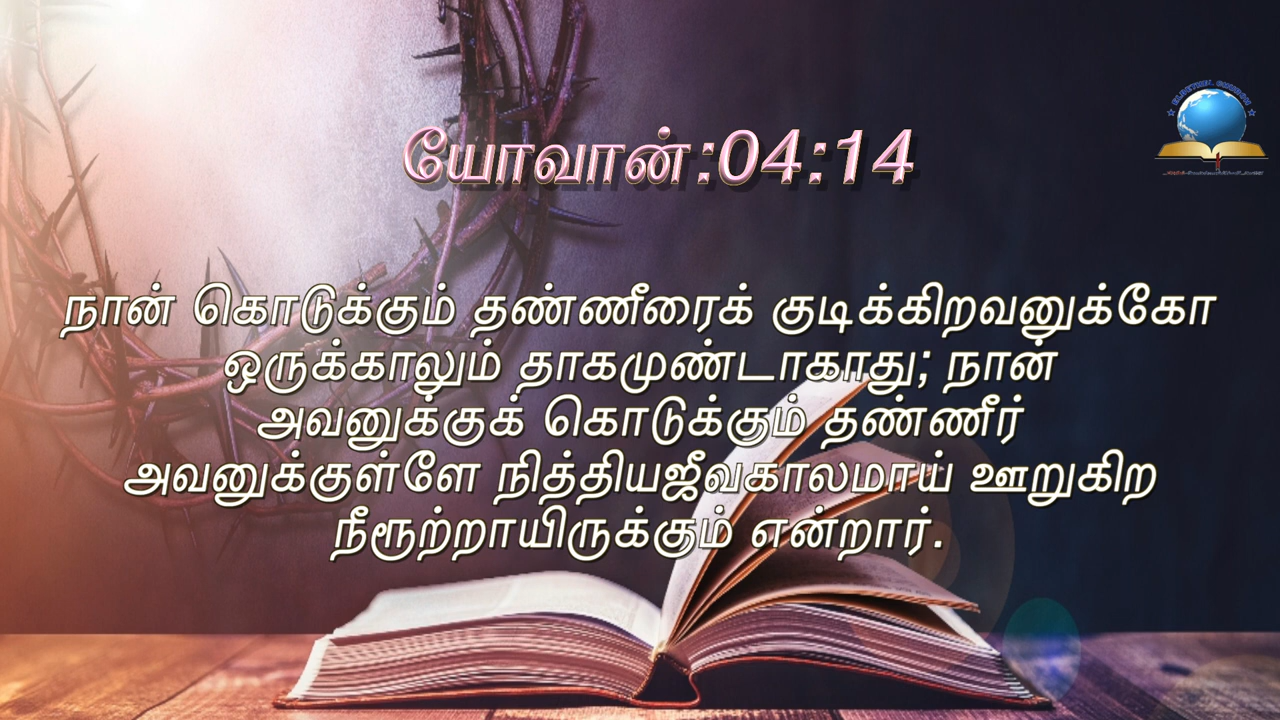 யோவான்:04:14
நான் கொடுக்கும் தண்ணீரைக் குடிக்கிறவனுக்கோ
ஒருக்காலும் தாகமுண்டாகாது; நான்
அவனுக்குக் கொடுக்கும் தண்ணீர்
அவனுக்குள்ளே நித்தியஜீவகாலமாய் ஊறுகிற
நீரூற்றாயிருக்கும் என்றார்.